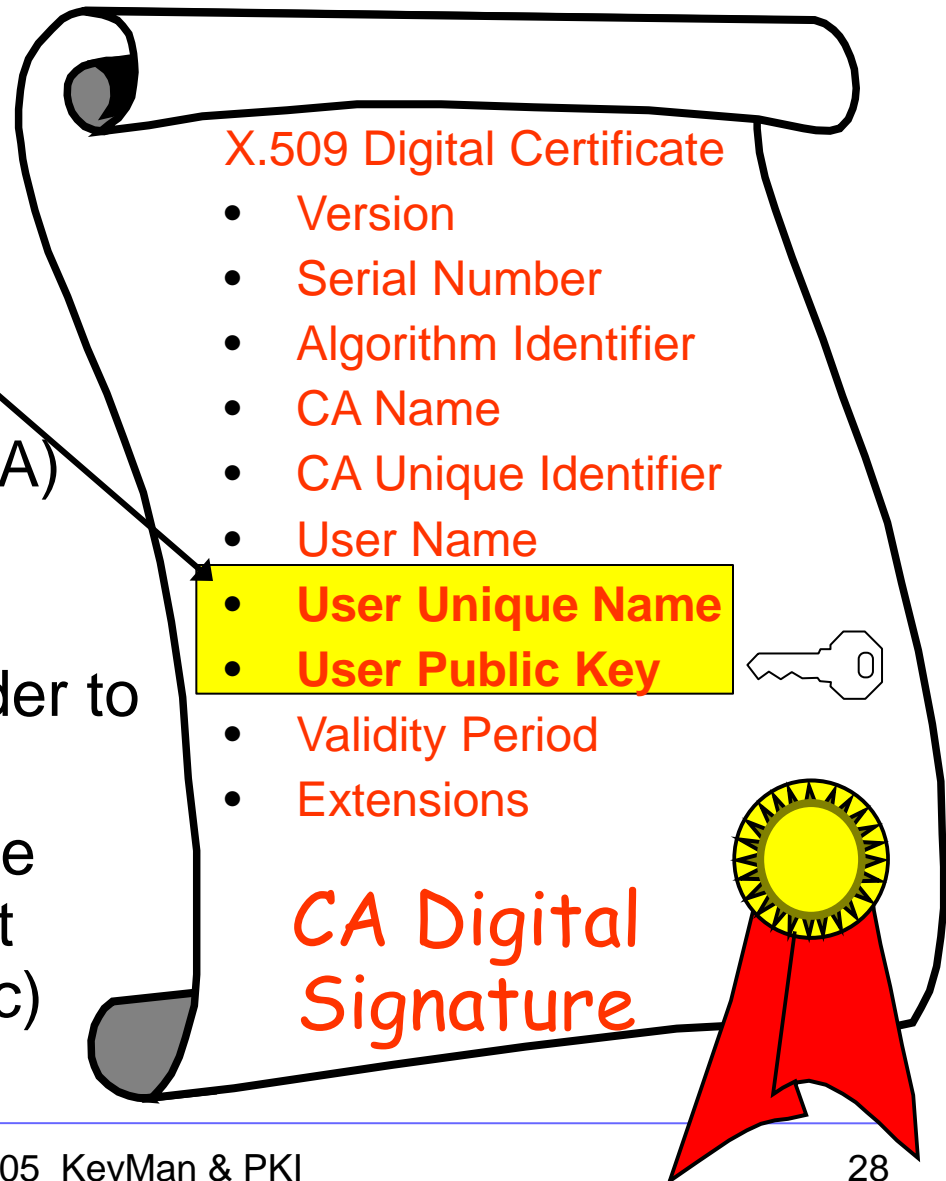 X.509 Digital Certificate
• Version
• Serial Number
• Algorithm Identifier
• CA Name
A)
• CA Unique Identifier
• User Name
• User Unique Name
• User Public Key
der to
• Validity Period
• Extensions
e
t
c)
CA Digital
Signature
05 KeyMan & PKI
28